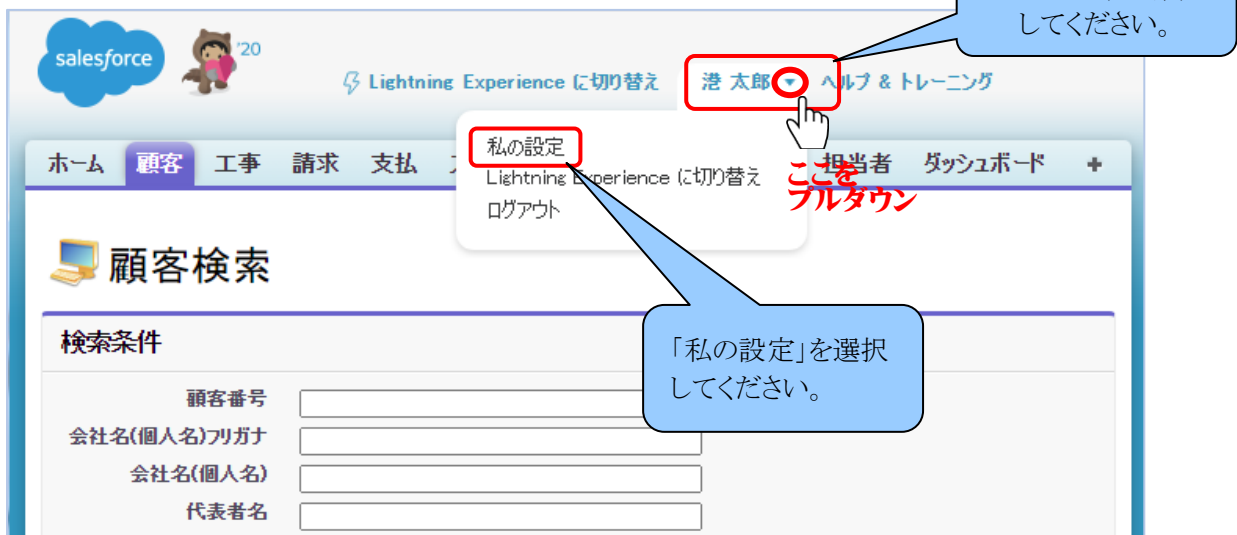 してください。
salesforce
'20
Lightning Experience に切り替え
港 太郎
ヘルプ & トレーニング
ホーム 顧客 工事 請求 支払
担当者 ダッシュボード +
私の設定
Lightning Experience に切り替え
ログアウト
ここを
プルダウン
顧客検索
「私の設定」を選択
してください。
検索条件
顧客番号
会社名(個人名)フリガナ
会社名(個人名)
代表者名